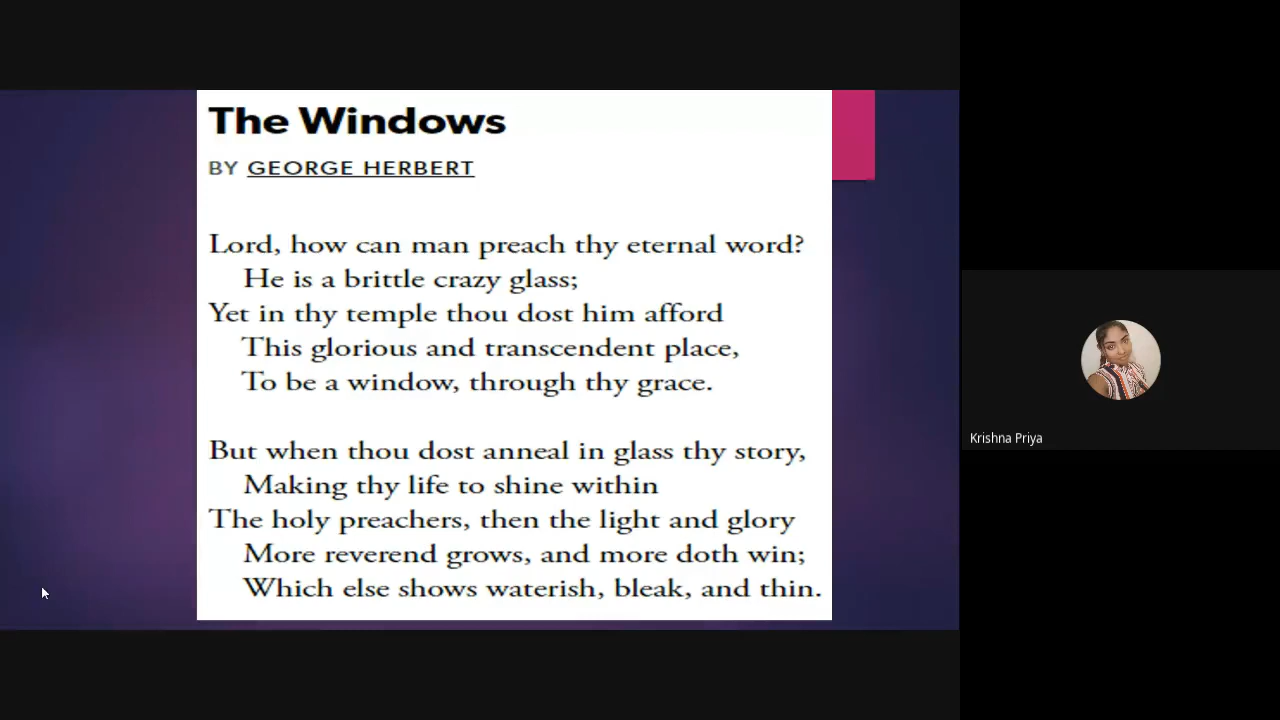 The Windows
BY GEORGE HERBERT
Lord, how can man preach thy eternal word?
He is a brittle crazy glass;
Yet in thy temple thou dost him afford
This glorious and transcendent place,
To be a window, through thy grace.
But when thou dost anneal in glass thy story,
Making thy life to shine within
The holy preachers, then the light and glory
More reverend grows, and more doth win;
Which else shows waterish, bleak, and thin.
Krishna Priya